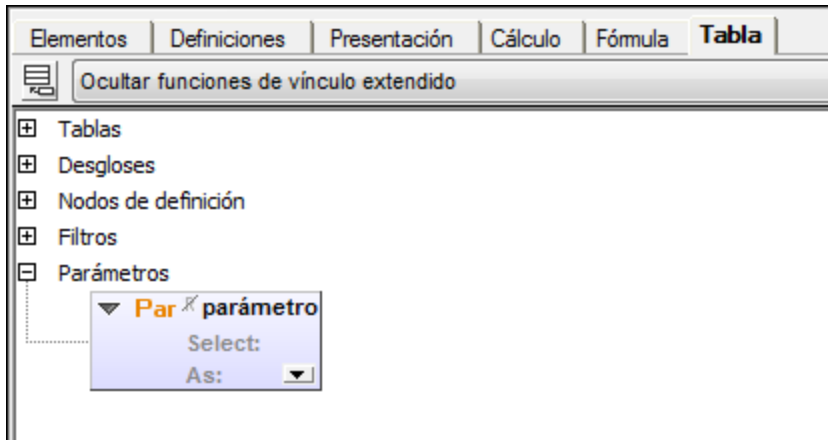 Elementos Definiciones Presentación Cálculo Fórmula Tabla
Ocultar funciones de vínculo extendido
Tablas
Desgloses
Nodos de definición
Filtros
Parámetros
Par parámetro
Select:
As: